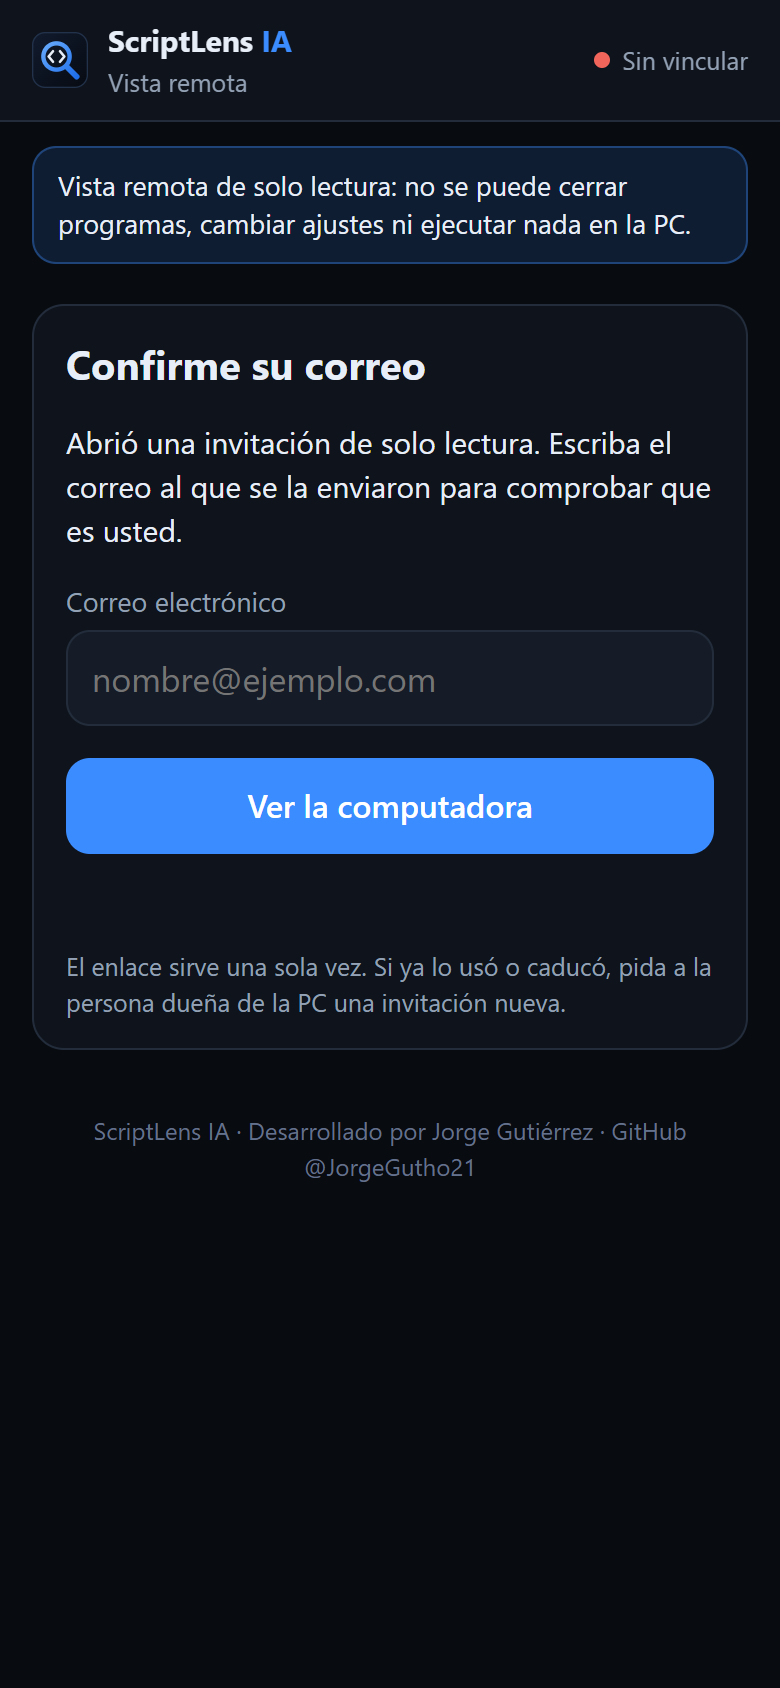 ScriptLens IA
Vista remota
Sin vincular
Vista remota de solo lectura: no se puede cerrar
programas, cambiar ajustes ni ejecutar nada en la PC.
Confirme su correo
Abrió una invitación de solo lectura. Escriba el
correo al que se la enviaron para comprobar que
es usted.
Correo electrónico
nombre@ejemplo.com
Ver la computadora
El enlace sirve una sola vez. Si ya lo usó o caducó, pida a la
persona dueña de la PC una invitación nueva.
ScriptLens IA · Desarrollado por Jorge Gutiérrez · GitHub
@JorgeGutho21